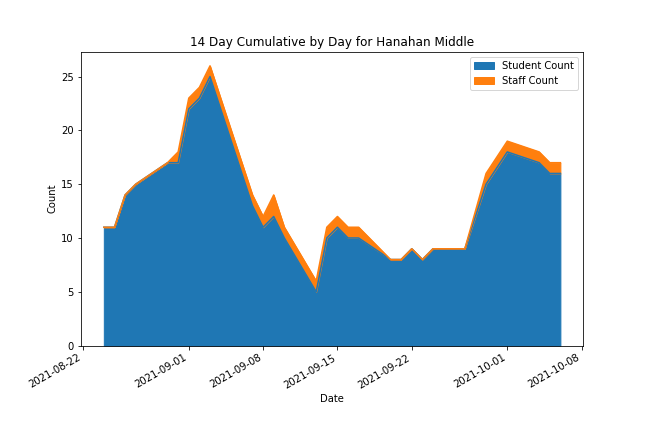 14 Day Cumulative by Day for Hanahan Middle
Student Count
Staff Count
Count
25
20
15
10
5
0
2021-08-22
2021-09-01
2021-09-08
2021-09-15
2021-09-22
2021-10-01
2021-10-08
Date